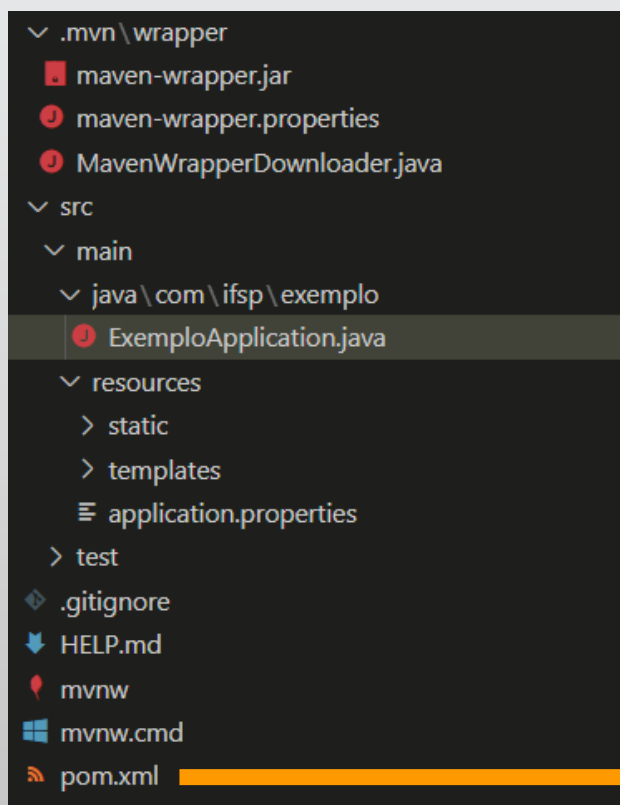 .mvn\wrapper
maven-wrapper.jar
maven-wrapper.properties
MavenWrapperDownloader.java
src
main
java\com\ifsp\exemplo
ExemploApplication.java
resources
static
templates
application.properties
test
.gitignore
HELP.md
mvnw
mvnw.cmd
pom.xml